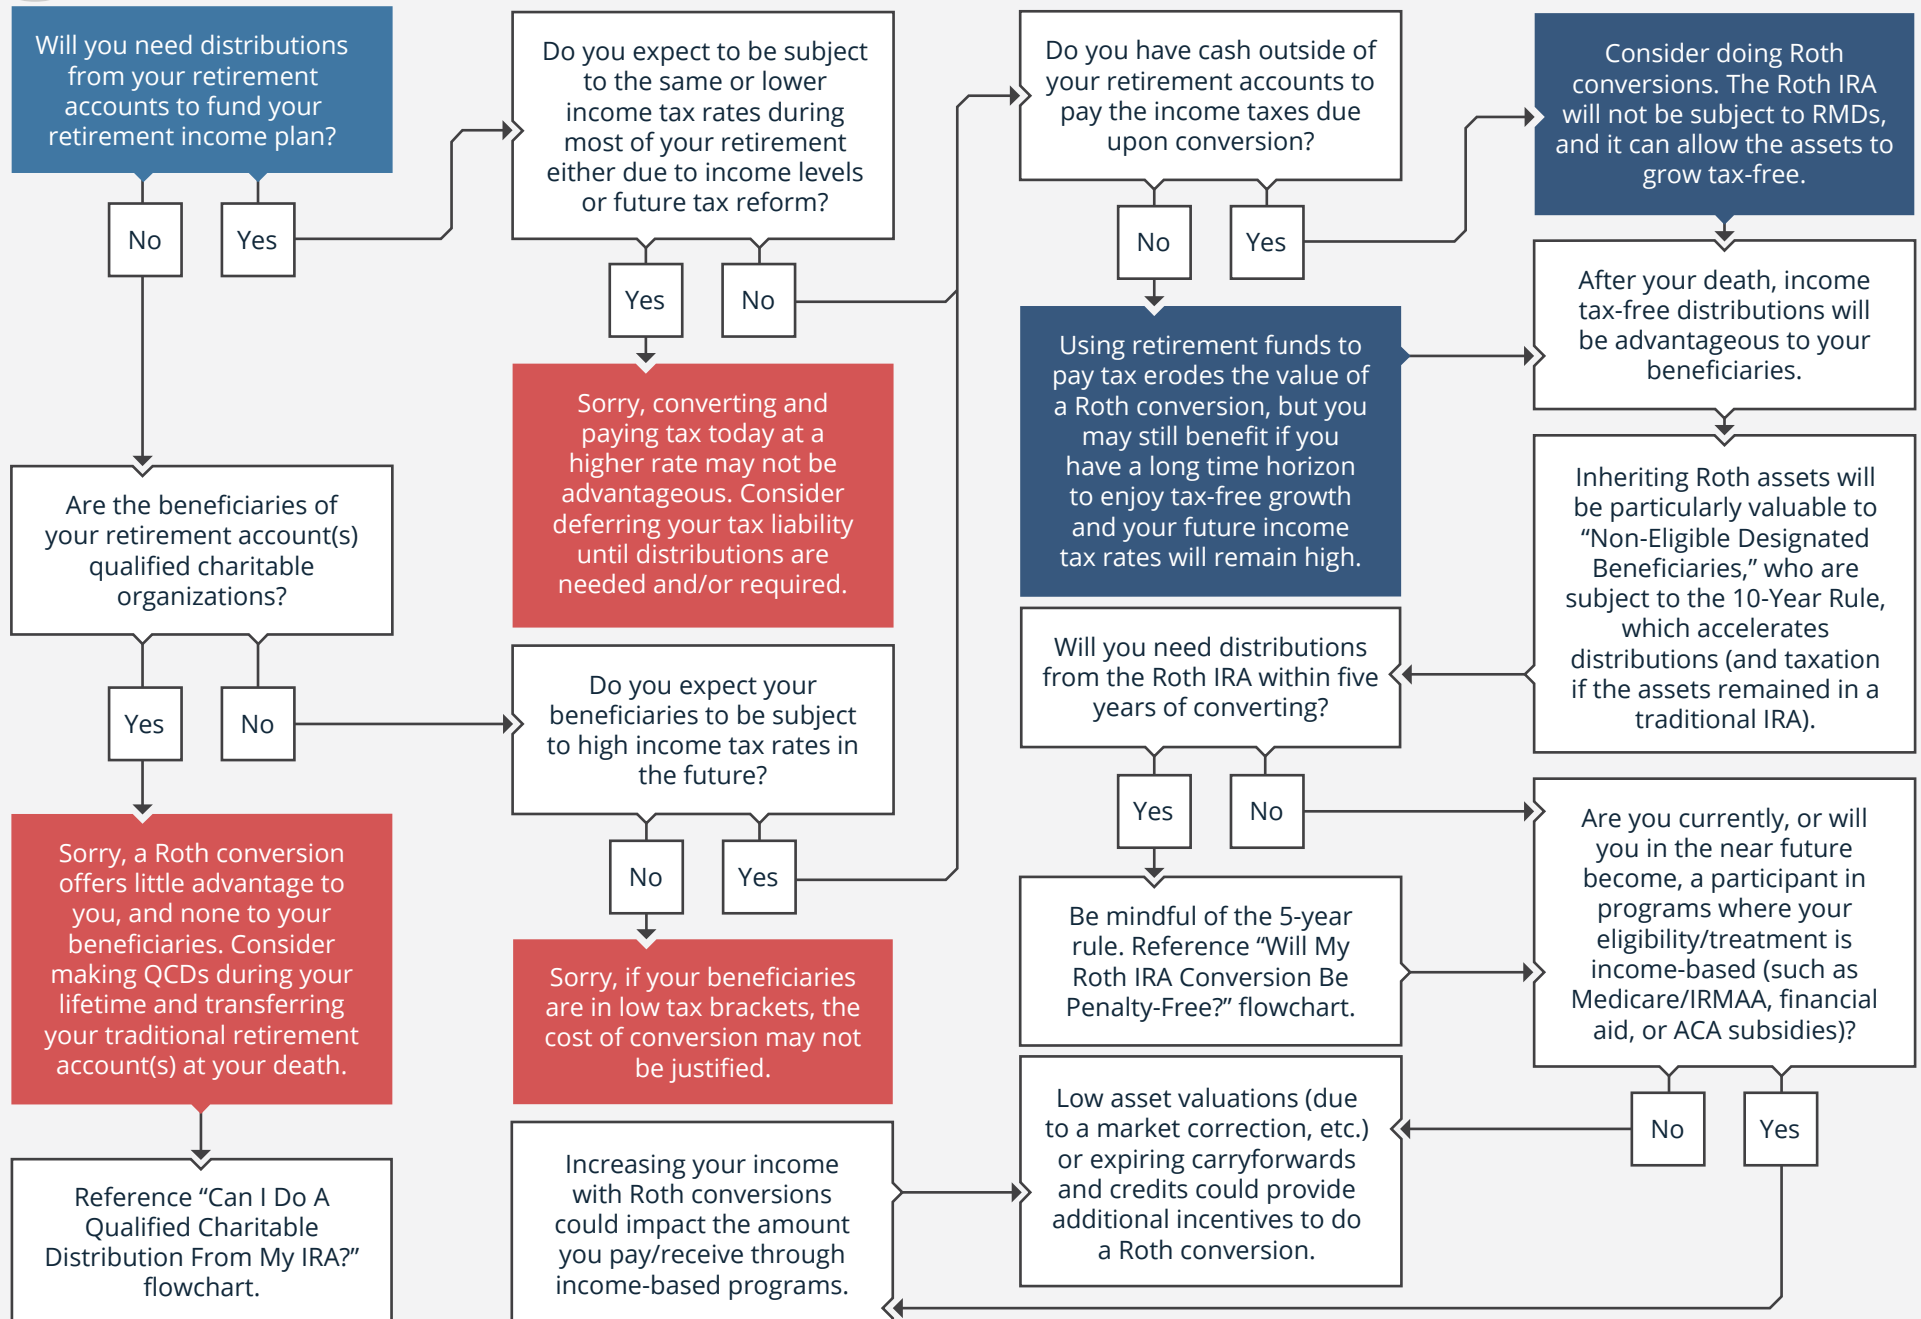 Will you need distributions
from your retirement
accounts to fund your
retirement income plan?
No
Yes
Are the beneficiaries of
your retirement account(s)
qualified charitable
organizations?
Yes
No
Sorry, a Roth conversion
offers little advantage to
you, and none to your
beneficiaries. Consider
making QCDs during your
lifetime and transferring
your traditional retirement
account(s) at your death.
Reference “Can I Do A
Qualified Charitable
Distribution From My IRA?”
flowchart.
Do you expect to be subject
to the same or lower
income tax rates during
most of your retirement
either due to income levels
or future tax reform?
Yes
No
Sorry, converting and
paying tax today at a
higher rate may not be
advantageous. Consider
deferring your tax liability
until distributions are
needed and/or required.
Do you expect your
beneficiaries to be subject
to high income tax rates in
the future?
No
Yes
Sorry, if your beneficiaries
are in low tax brackets, the
cost of conversion may not
be justified.
Increasing your income
with Roth conversions
could impact the amount
you pay/receive through
income-based programs.
Do you have cash outside of
your retirement accounts to
pay the income taxes due
upon conversion?
No
Yes
Using retirement funds to
pay tax erodes the value of
a Roth conversion, but you
may still benefit if you
have a long time horizon
to enjoy tax-free growth
and your future income
tax rates will remain high.
Will you need distributions
from the Roth IRA within five
years of converting?
Yes
No
Be mindful of the 5-year
rule. Reference “Will My
Roth IRA Conversion Be
Penalty-Free?” flowchart.
Low asset valuations (due
to a market correction, etc.)
or expiring carryforwards
and credits could provide
additional incentives to do
a Roth conversion.
Consider doing Roth
conversions. The Roth IRA
will not be subject to RMDs,
and it can allow the assets to
grow tax-free.
After your death, income
tax-free distributions will
be advantageous to your
beneficiaries.
Inheriting Roth assets will
be particularly valuable to
“Non-Eligible Designated
Beneficiaries,” who are
subject to the 10-Year Rule,
which accelerates
distributions (and taxation
if the assets remained in a
traditional IRA).
Are you currently, or will
you in the near future
become, a participant in
programs where your
eligibility/treatment is
income-based (such as
Medicare/IRMAA, financial
aid, or ACA subsidies)?
No
Yes